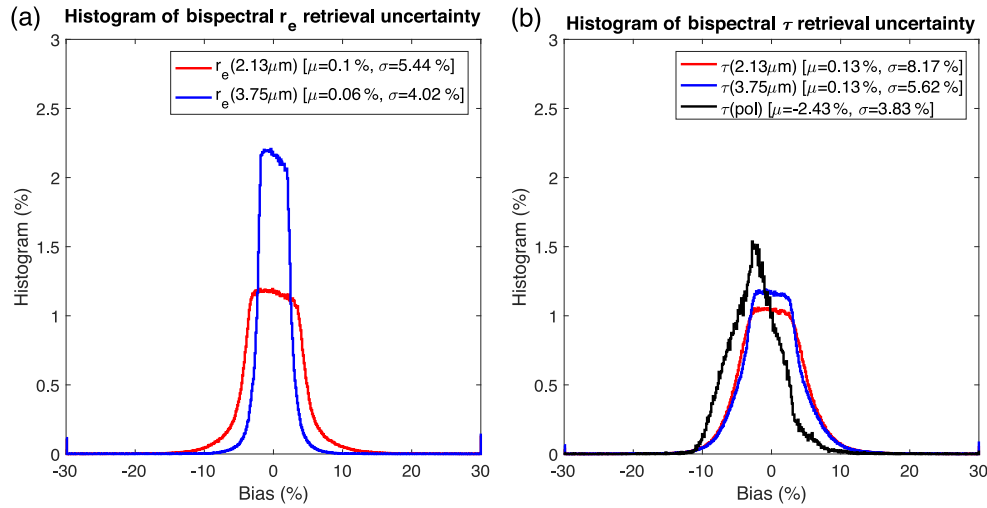 (a)
Histogram of bispectral r_e retrieval uncertainty
r_e(2.13μm) [μ=0.1 %, σ=5.44 %]
r_e(3.75μm) [μ=0.06 %, σ=4.02 %]
Histogram (%)
3
2.5
2
1.5
1
0.5
0
-30
-20
-10
0
10
20
30
Bias (%)
(b)
Histogram of bispectral τ retrieval uncertainty
τ(2.13μm) [μ=0.13 %, σ=8.17 %]
τ(3.75μm) [μ=0.13 %, σ=5.62 %]
τ(pol) [μ=-2.43 %, σ=3.83 %]
Histogram (%)
3
2.5
2
1.5
1
0.5
0
-30
-20
-10
0
10
20
30
Bias (%)